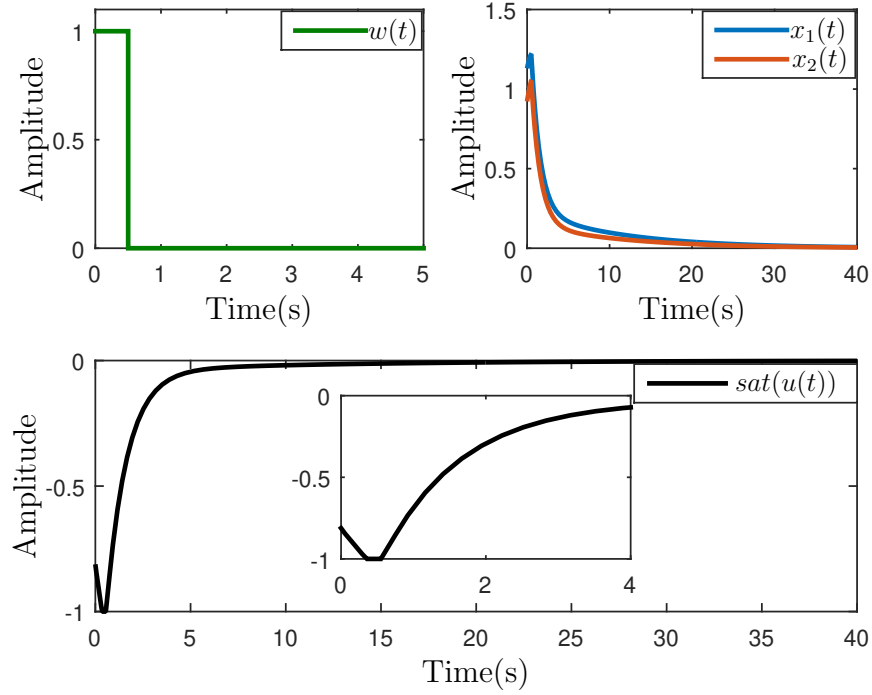 w(t)
1
0.5
0
Amplitude
0 1 2 3 4 5
Time(s)
x1(t)
x2(t)
1.5
1
0.5
0
Amplitude
0 10 20 30 40
Time(s)
sat(u(t))
0
-0.5
-1
Amplitude
0
-0.5
-1
0 2 4
0 5 10 15 20 25 30 35 40
Time(s)